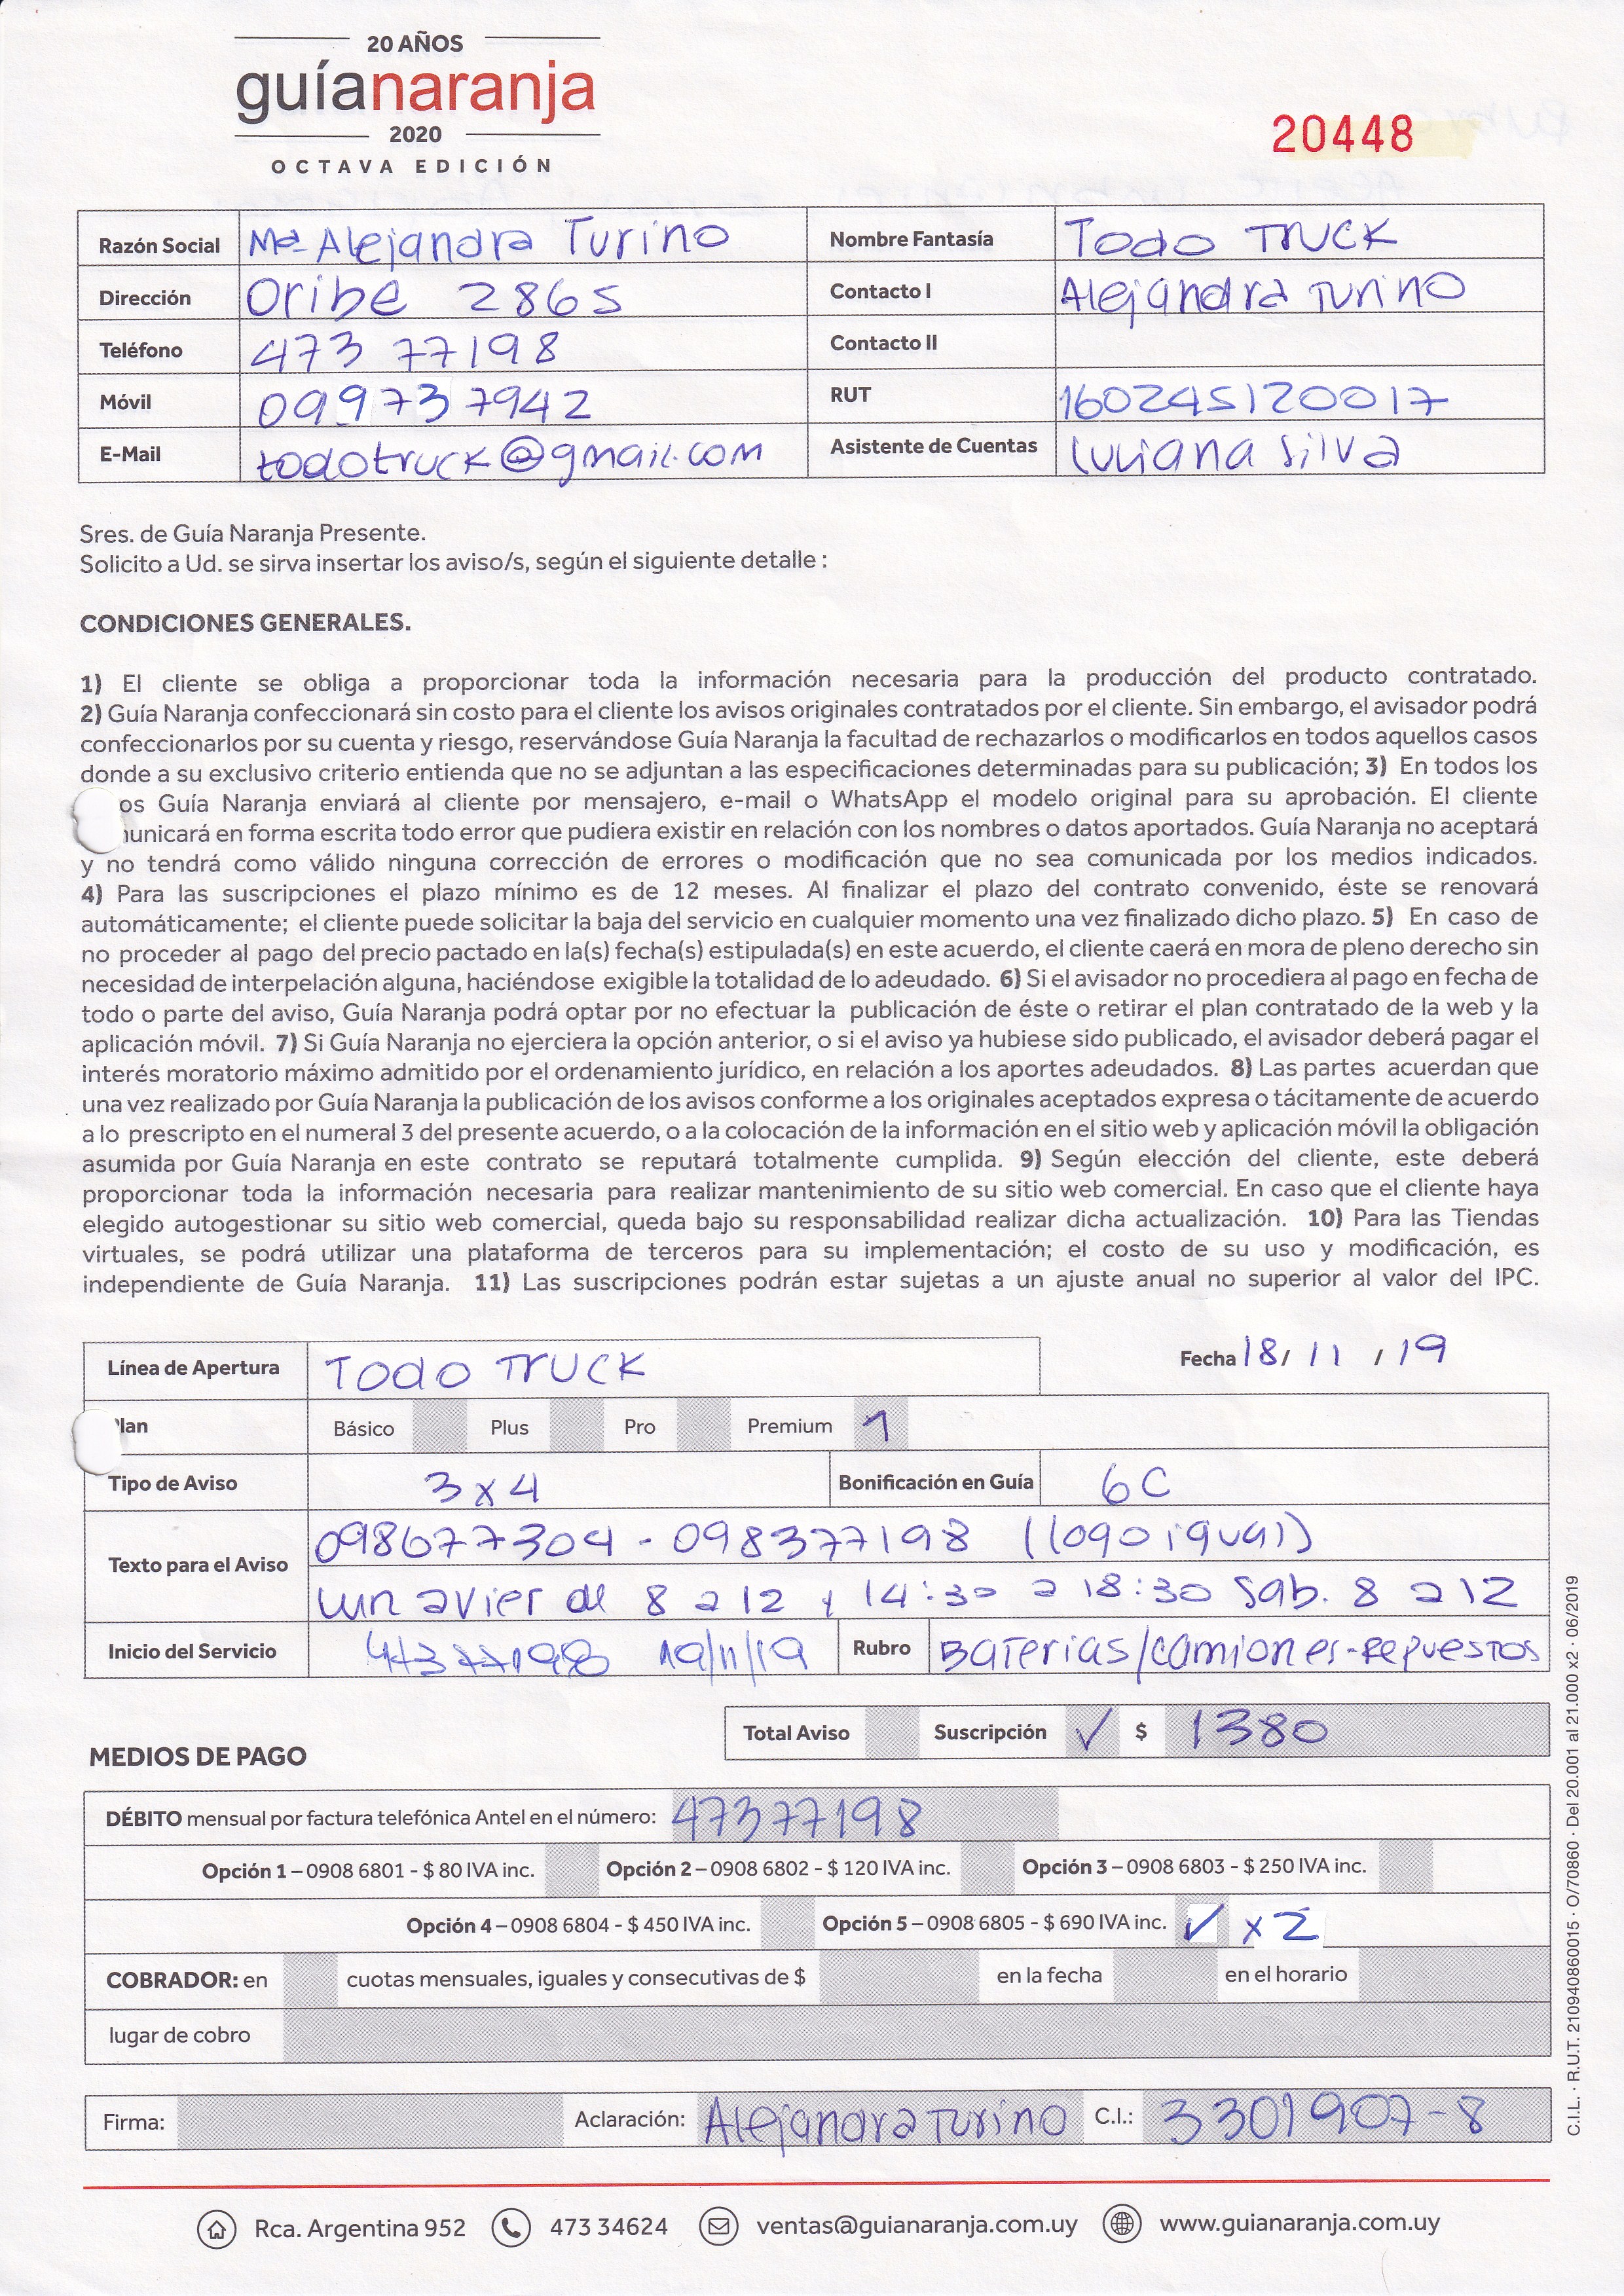 20 AÑOS
guíanaranja
2020
OCTAVA EDICIÓN
20448
Razón Social Ma Alejandra Turino Nombre Fantasía Todo TRUCK
Dirección Oribe 2865 Contacto I Alejandra Turino
Teléfono 473 77198 Contacto II
Móvil 099737942 RUT 160245120017
E-Mail todotruck@gmail.com Asistente de Cuentas Luciana Silva
Sres. de Guía Naranja Presente.
Solicito a Ud. se sirva insertar los aviso/s, según el siguiente detalle :
CONDICIONES GENERALES.
1) El cliente se obliga a proporcionar toda la información necesaria para la producción del producto contratado.
2) Guía Naranja confeccionará sin costo para el cliente los avisos originales contratados por el cliente. Sin embargo, el avisador podrá
confeccionarlos por su cuenta y riesgo, reservándose Guía Naranja la facultad de rechazarlos o modificarlos en todos aquellos casos
donde a su exclusivo criterio entienda que no se adjuntan a las especificaciones determinadas para su publicación; 3) En todos los
os Guía Naranja enviará al cliente por mensajero, e-mail o WhatsApp el modelo original para su aprobación. El cliente
unicará en forma escrita todo error que pudiera existir en relación con los nombres o datos aportados. Guía Naranja no aceptará
y no tendrá como válido ninguna corrección de errores o modificación que no sea comunicada por los medios indicados.
4) Para las suscripciones el plazo mínimo es de 12 meses. Al finalizar el plazo del contrato convenido, éste se renovará
automáticamente; el cliente puede solicitar la baja del servicio en cualquier momento una vez finalizado dicho plazo. 5) En caso de
no proceder al pago del precio pactado en la(s) fecha(s) estipulada(s) en este acuerdo, el cliente caerá en mora de pleno derecho sin
necesidad de interpelación alguna, haciéndose exigible la totalidad de lo adeudado. 6) Si el avisador no procediera al pago en fecha de
todo o parte del aviso, Guía Naranja podrá optar por no efectuar la publicación de éste o retirar el plan contratado de la web y la
aplicación móvil. 7) Si Guía Naranja no ejerciera la opción anterior, o si el aviso ya hubiese sido publicado, el avisador deberá pagar el
interés moratorio máximo admitido por el ordenamiento jurídico, en relación a los aportes adeudados. 8) Las partes acuerdan que
una vez realizado por Guía Naranja la publicación de los avisos conforme a los originales aceptados expresa o tácitamente de acuerdo
a lo prescripto en el numeral 3 del presente acuerdo, o a la colocación de la información en el sitio web y aplicación móvil la obligación
asumida por Guía Naranja en este contrato se reputará totalmente cumplida. 9) Según elección del cliente, este deberá
proporcionar toda la información necesaria para realizar mantenimiento de su sitio web comercial. En caso que el cliente haya
elegido autogestionar su sitio web comercial, queda bajo su responsabilidad realizar dicha actualización. 10) Para las Tiendas
virtuales, se podrá utilizar una plataforma de terceros para su implementación; el costo de su uso y modificación, es
independiente de Guía Naranja. 11) Las suscripciones podrán estar sujetas a un ajuste anual no superior al valor del IPC.
Línea de Apertura TODO TRUCK Fecha 18/ 11 / 19
lan Básico Plus Pro Premium 1
Tipo de Aviso 3x4 Bonificación en Guía 6C
Texto para el Aviso 098677304 - 098377198 (logo igual)
Lun a vier de 8 a 12 y 14:30 a 18:30 Sab. 8 a 12
Inicio del Servicio 47377198 19/11/19 Rubro Baterias/camiones-Repuestos
Total Aviso Suscripción ✓ $ 1380
MEDIOS DE PAGO
DÉBITO mensual por factura telefónica Antel en el número: 47377198
Opción 1 – 0908 6801 - $ 80 IVA inc. Opción 2 – 0908 6802 - $ 120 IVA inc. Opción 3 – 0908 6803 - $ 250 IVA inc.
Opción 4 – 0908 6804 - $ 450 IVA inc. Opción 5 – 0908 6805 - $ 690 IVA inc. ✓ x 2
COBRADOR: en cuotas mensuales, iguales y consecutivas de $ en la fecha en el horario
lugar de cobro
Firma: Aclaración: Alejandra Turino C.I.: 3301907-8
Rca. Argentina 952 473 34624 ventas@guianaranja.com.uy www.guianaranja.com.uy
C.I.L. · R.U.T. 210940860015 · O/70860 · Del 20.001 al 21.000 x2 · 06/2019